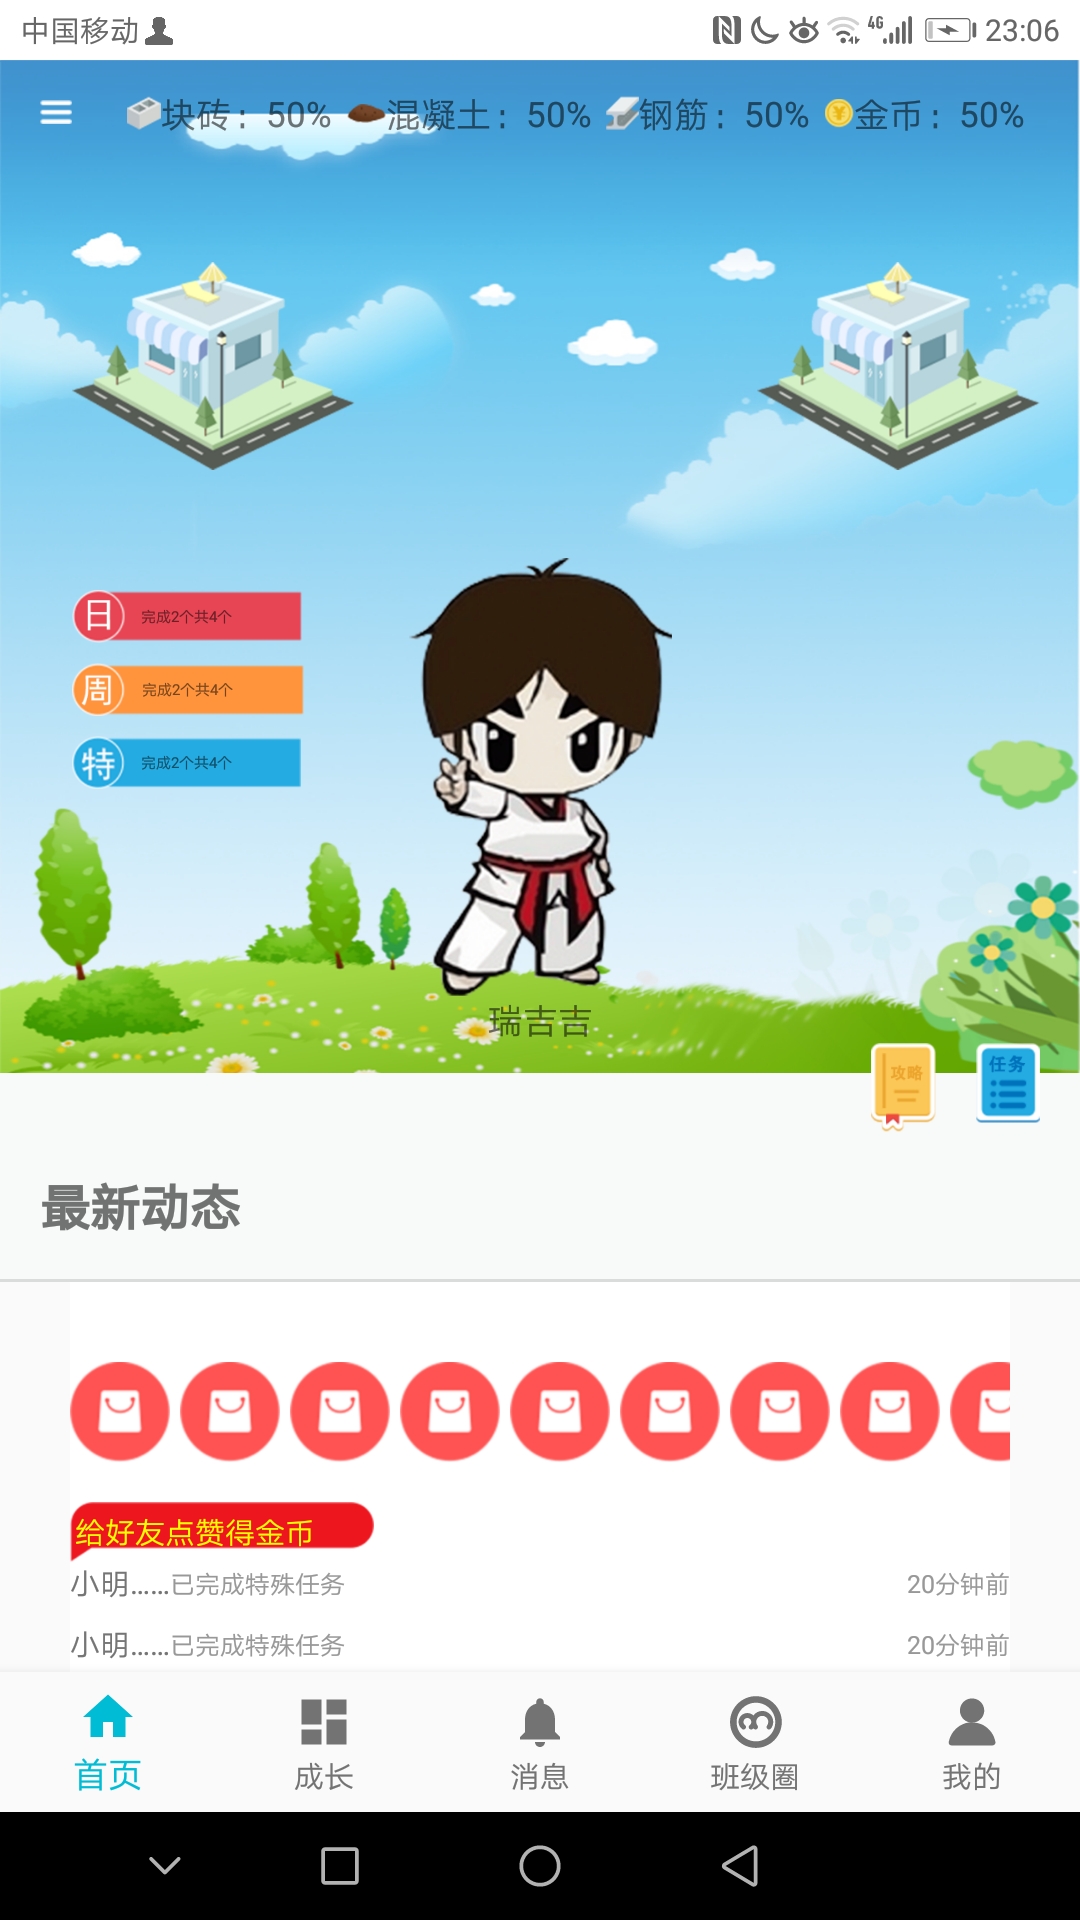 中国移动 4G 23:06
块砖：50% 混凝土：50% 钢筋：50% 金币：50%
日 完成2个共4个
周 完成2个共4个
特 完成2个共4个
瑞吉吉
攻略 任务
最新动态
给好友点赞得金币
小明……已完成特殊任务 20分钟前
小明……已完成特殊任务 20分钟前
首页 成长 消息 班级圈 我的